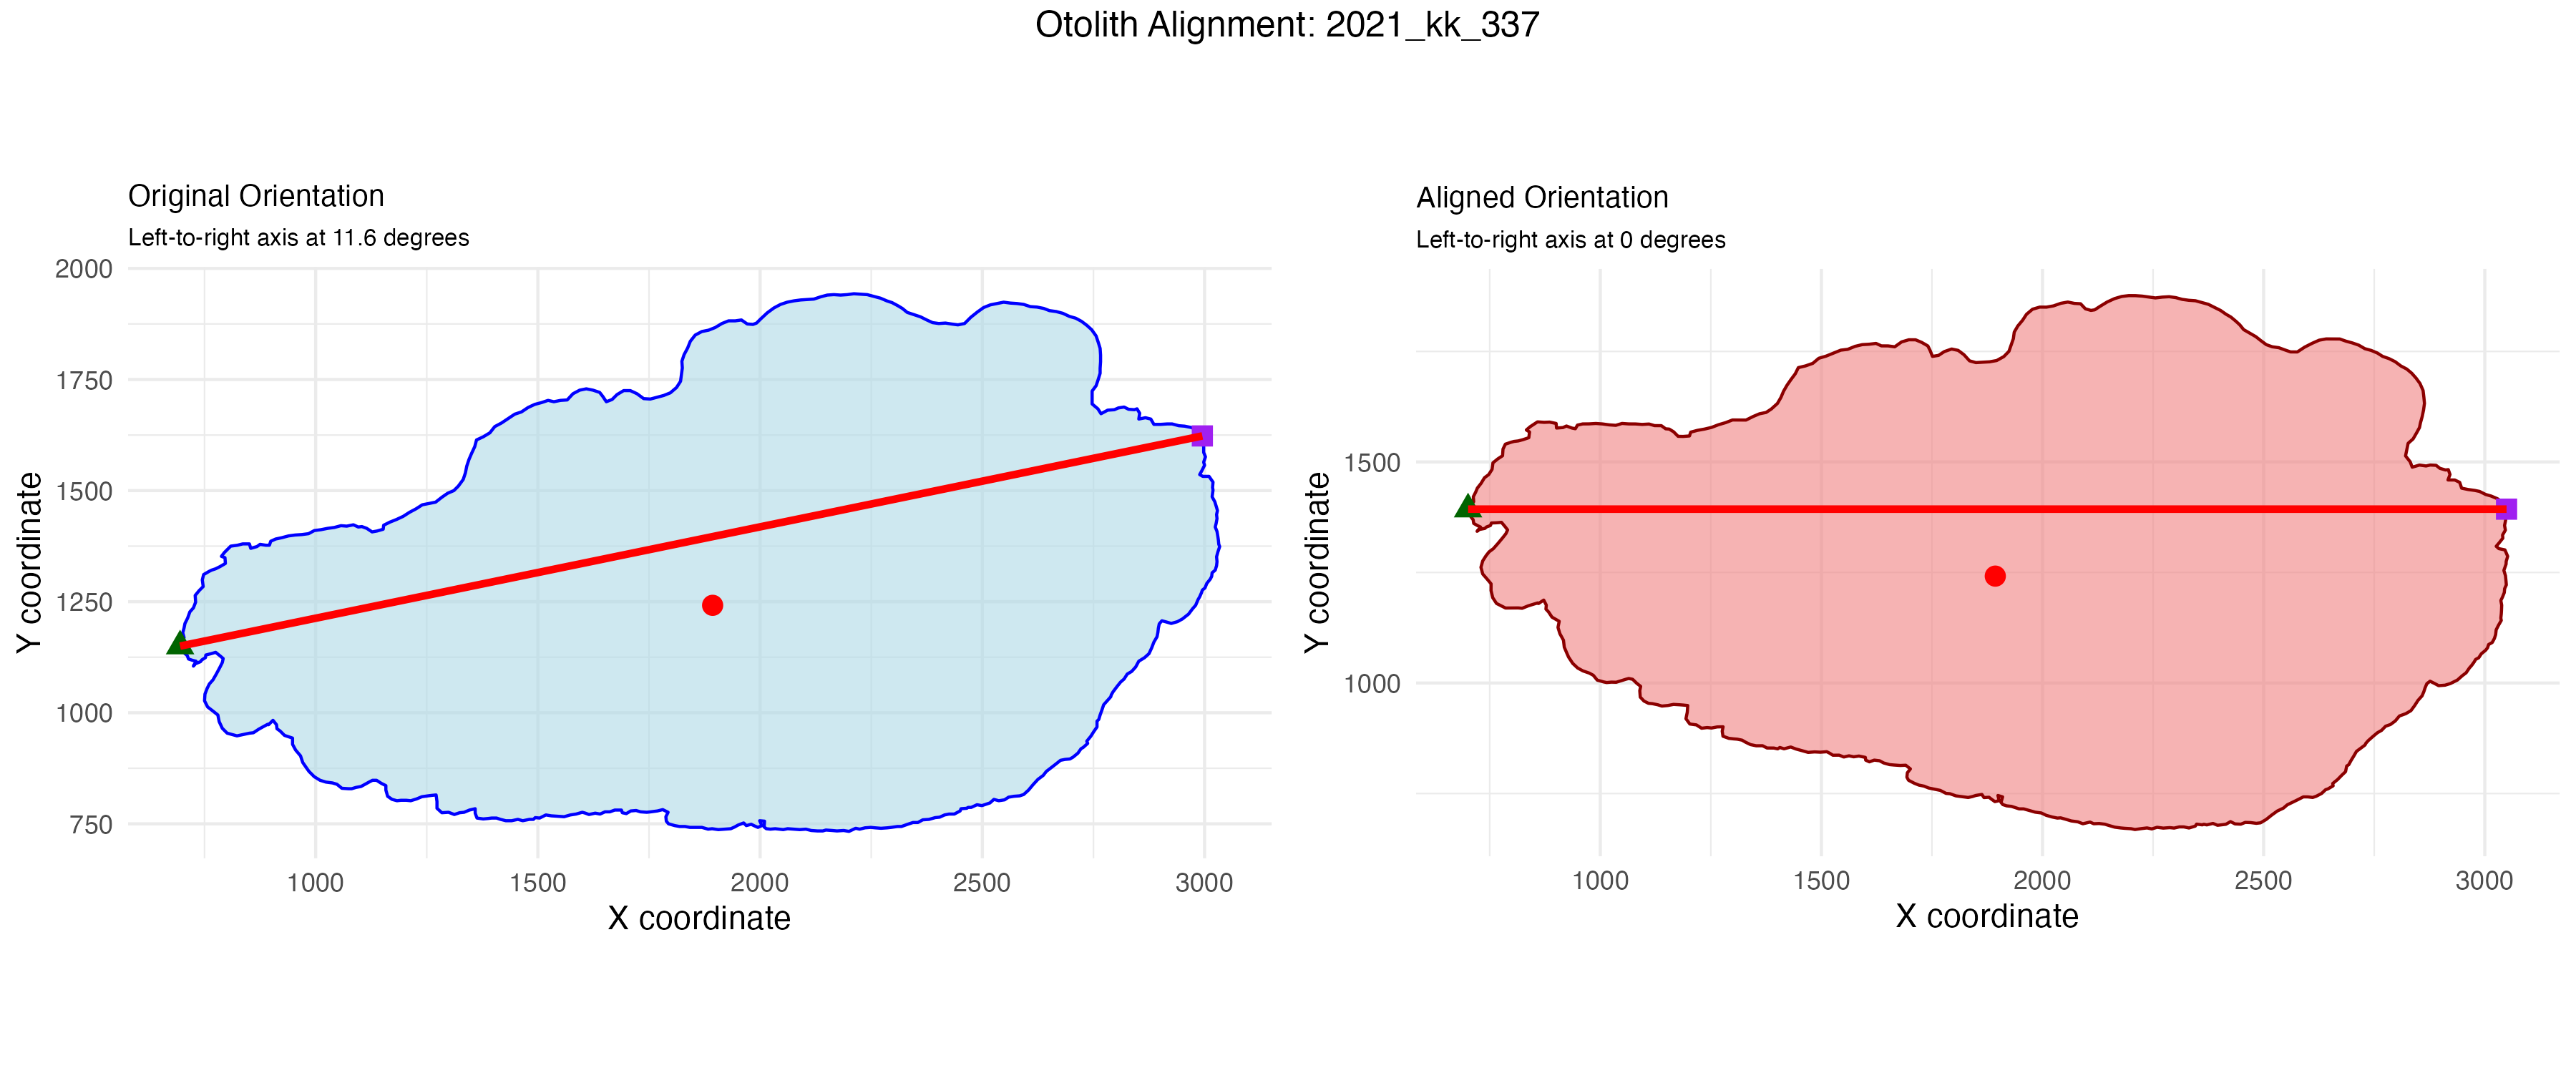 Otolith Alignment: 2021_kk_337
Original Orientation
Left-to-right axis at 11.6 degrees
2000
1750
1500
1250
1000
750
Y coordinate
1000 1500 2000 2500 3000
X coordinate
Aligned Orientation
Left-to-right axis at 0 degrees
1500
1000
Y coordinate
1000 1500 2000 2500 3000
X coordinate